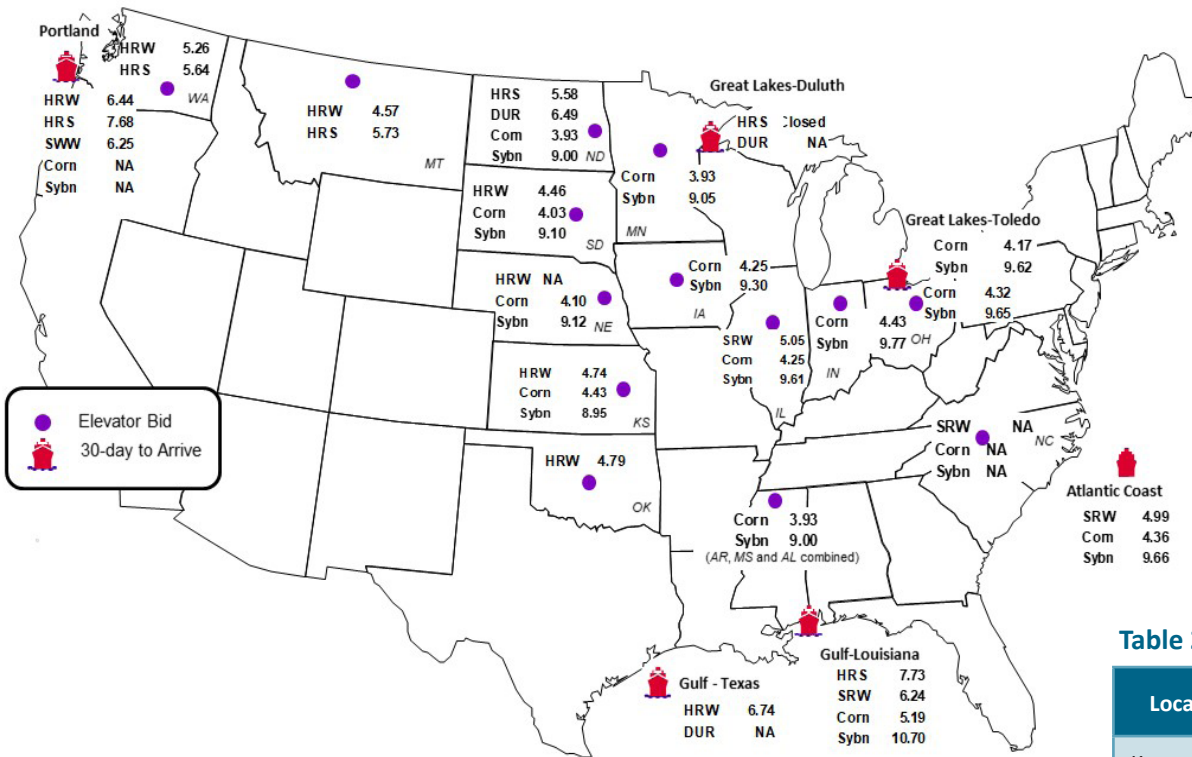 Portland
HRW 5.26
HRS 5.64
WA
HRW 6.44
HRS 7.68
SWW 6.25
Corn NA
Sybn NA
HRW 4.57
HRS 5.73
MT
HRS 5.58
DUR 6.49
Corn 3.93
Sybn 9.00 ND
HRW 4.46
Corn 4.03
Sybn 9.10
SD
HRW NA
Corn 4.10
Sybn 9.12 NE
HRW 4.74
Corn 4.43
Sybn 8.95
KS
HRW 4.79
OK
Great Lakes-Duluth
HRS Closed
DUR NA
Corn 3.93
Sybn 9.05
MN
Corn 4.25
Sybn 9.30
IA
SRW 5.05
Corn 4.25
Sybn 9.61
IL
Great Lakes-Toledo
Corn 4.17
Sybn 9.62
Corn 4.32
Sybn 9.65
OH
Corn 4.43
Sybn 9.77
IN
SRW NA
Corn NA
Sybn NA
NC
Corn 3.93
Sybn 9.00
(AR, MS and AL combined)
Atlantic Coast
SRW 4.99
Corn 4.36
Sybn 9.66
Gulf-Louisiana
HRS 7.73
SRW 6.24
Corn 5.19
Sybn 10.70
Gulf - Texas
HRW 6.74
DUR NA
Elevator Bid
30-day to Arrive
Table
Loca